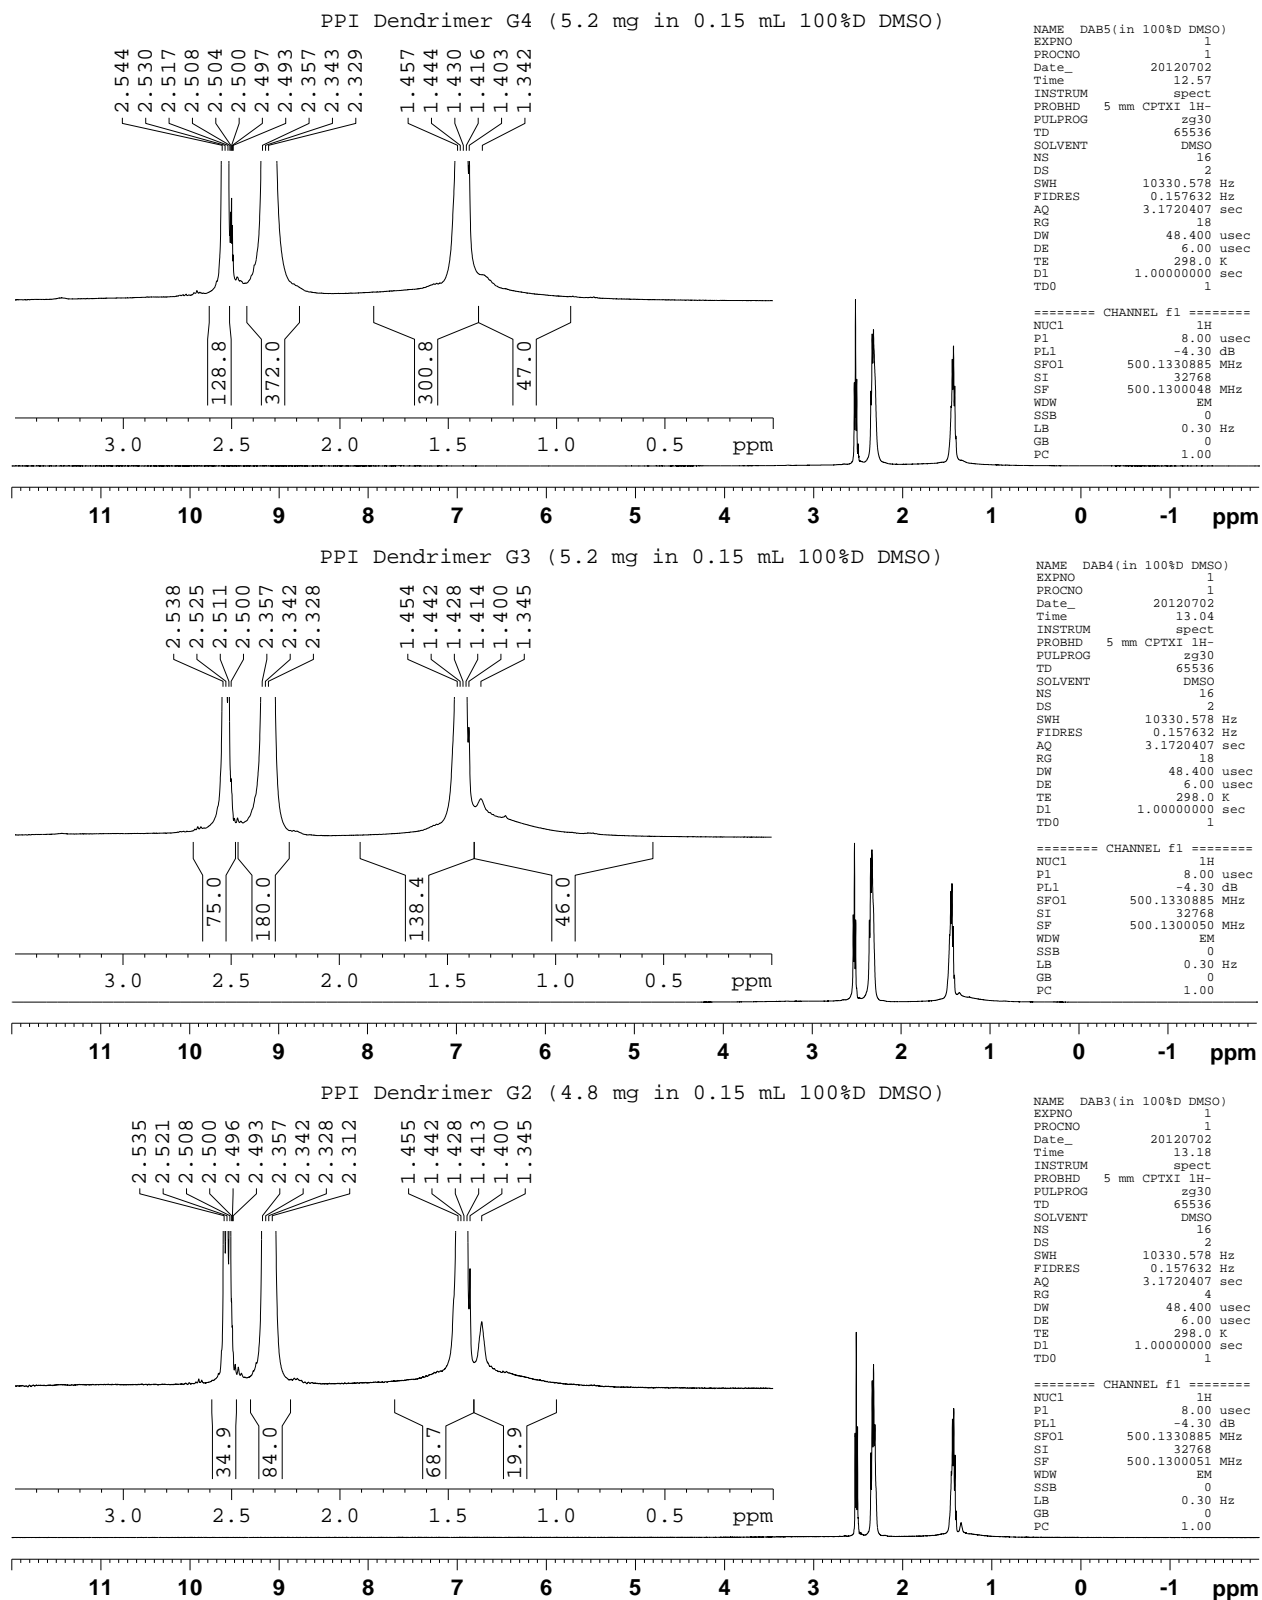 PPI Dendrimer G4 (5.2 mg in 0.15 mL 100%D DMSO)
2.544
2.530
2.517
2.508
2.504
2.500
2.497
2.493
2.357
2.343
2.329
1.457
1.444
1.430
1.416
1.403
1.342
128.8
372.0
300.8
47.0
3.0 2.5 2.0 1.5 1.0 0.5 ppm
NAME DAB5(in 100%D DMSO)
EXPNO 1
PROCNO 1
Date_ 20120702
Time 12.57
INSTRUM spect
PROBHD 5 mm CPTXI 1H-
PULPROG zg30
TD 65536
SOLVENT DMSO
NS 16
DS 2
SWH 10330.578 Hz
FIDRES 0.157632 Hz
AQ 3.1720407 sec
RG 18
DW 48.400 usec
DE 6.00 usec
TE 298.0 K
D1 1.00000000 sec
TD0 1
======== CHANNEL f1 ========
NUC1 1H
P1 8.00 usec
PL1 -4.30 dB
SFO1 500.1330885 MHz
SI 32768
SF 500.1300048 MHz
WDW EM
SSB 0
LB 0.30 Hz
GB 0
PC 1.00
11 10 9 8 7 6 5 4 3 2 1 0 -1 ppm
PPI Dendrimer G3 (5.2 mg in 0.15 mL 100%D DMSO)
2.538
2.525
2.511
2.500
2.357
2.342
2.328
1.454
1.442
1.428
1.414
1.400
1.345
75.0
180.0
138.4
46.0
3.0 2.5 2.0 1.5 1.0 0.5 ppm
NAME DAB4(in 100%D DMSO)
EXPNO 1
PROCNO 1
Date_ 20120702
Time 13.04
INSTRUM spect
PROBHD 5 mm CPTXI 1H-
PULPROG zg30
TD 65536
SOLVENT DMSO
NS 16
DS 2
SWH 10330.578 Hz
FIDRES 0.157632 Hz
AQ 3.1720407 sec
RG 18
DW 48.400 usec
DE 6.00 usec
TE 298.0 K
D1 1.00000000 sec
TD0 1
======== CHANNEL f1 ========
NUC1 1H
P1 8.00 usec
PL1 -4.30 dB
SFO1 500.1330885 MHz
SI 32768
SF 500.1300050 MHz
WDW EM
SSB 0
LB 0.30 Hz
GB 0
PC 1.00
11 10 9 8 7 6 5 4 3 2 1 0 -1 ppm
PPI Dendrimer G2 (4.8 mg in 0.15 mL 100%D DMSO)
2.535
2.521
2.508
2.500
2.496
2.493
2.357
2.342
2.328
2.312
1.455
1.442
1.428
1.413
1.400
1.345
34.9
84.0
68.7
19.9
3.0 2.5 2.0 1.5 1.0 0.5 ppm
NAME DAB3(in 100%D DMSO)
EXPNO 1
PROCNO 1
Date_ 20120702
Time 13.18
INSTRUM spect
PROBHD 5 mm CPTXI 1H-
PULPROG zg30
TD 65536
SOLVENT DMSO
NS 16
DS 2
SWH 10330.578 Hz
FIDRES 0.157632 Hz
AQ 3.1720407 sec
RG 4
DW 48.400 usec
DE 6.00 usec
TE 298.0 K
D1 1.00000000 sec
TD0 1
======== CHANNEL f1 ========
NUC1 1H
P1 8.00 usec
PL1 -4.30 dB
SFO1 500.1330885 MHz
SI 32768
SF 500.1300051 MHz
WDW EM
SSB 0
LB 0.30 Hz
GB 0
PC 1.00
11 10 9 8 7 6 5 4 3 2 1 0 -1 ppm